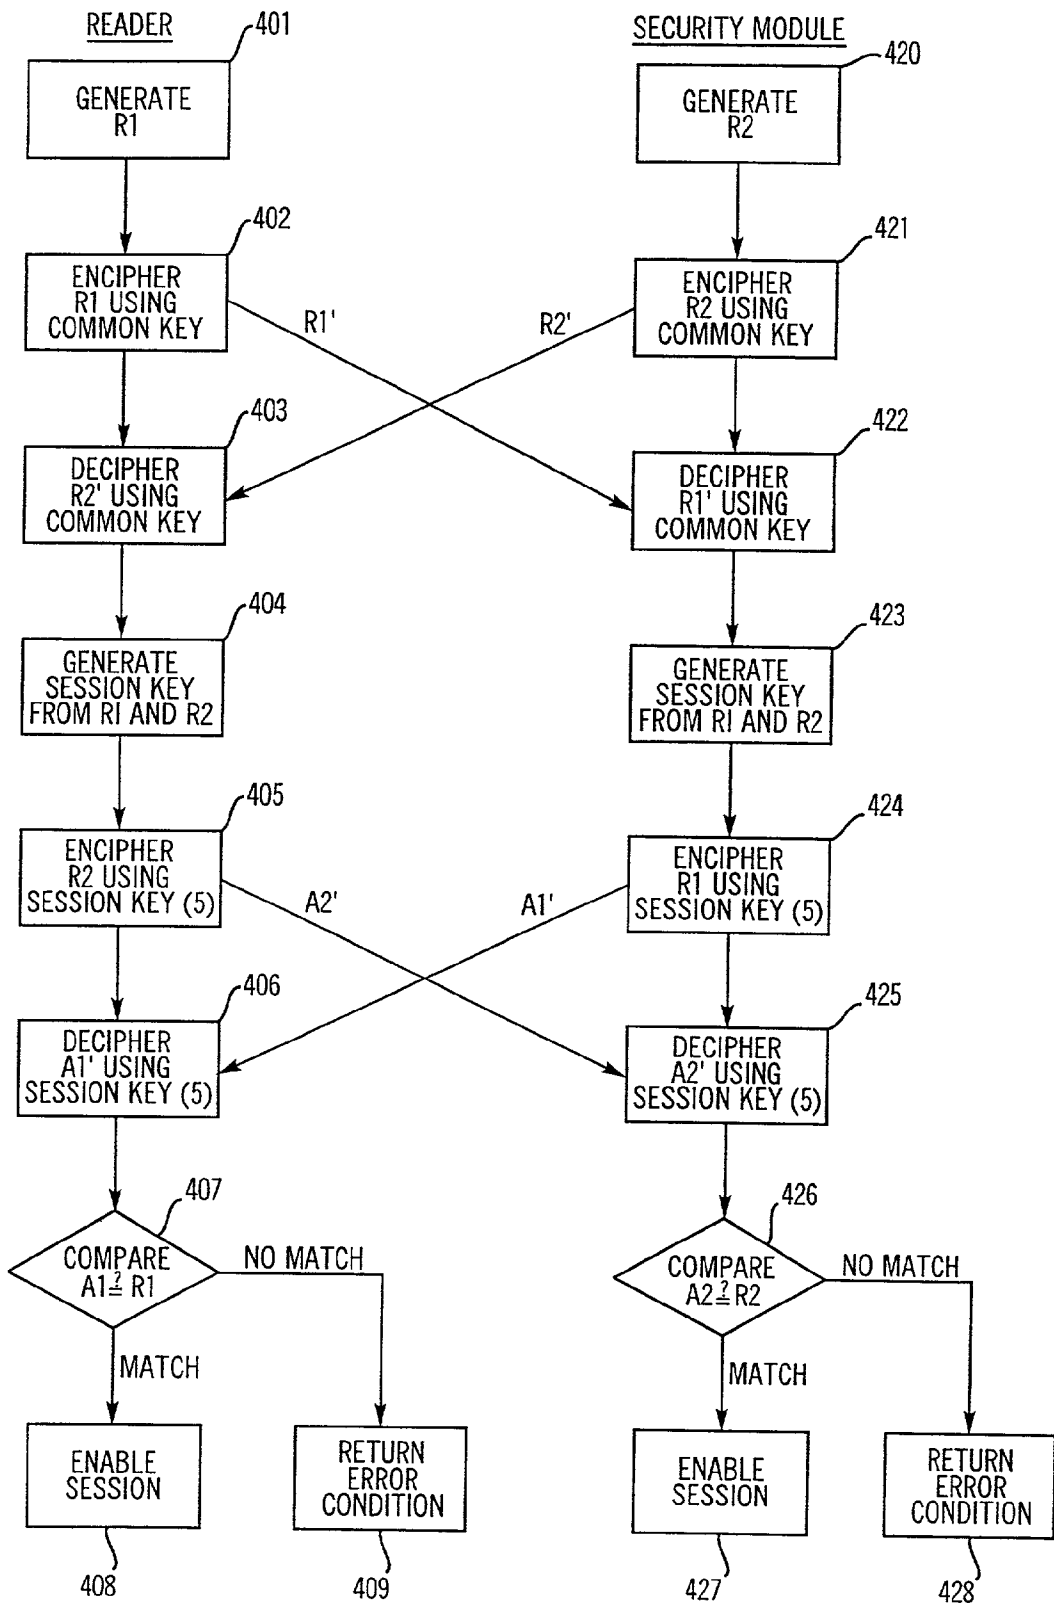 READER
401
SECURITY MODULE
420
GENERATE
R1
GENERATE
R2
402
421
ENCIPHER
R1 USING
COMMON KEY
R1'
R2'
ENCIPHER
R2 USING
COMMON KEY
403
422
DECIPHER
R2' USING
COMMON KEY
DECIPHER
R1' USING
COMMON KEY
404
423
GENERATE
SESSION KEY
FROM RI AND R2
GENERATE
SESSION KEY
FROM RI AND R2
405
424
ENCIPHER
R2 USING
SESSION KEY (5)
A2'
A1'
ENCIPHER
R1 USING
SESSION KEY (5)
406
425
DECIPHER
A1' USING
SESSION KEY (5)
DECIPHER
A2' USING
SESSION KEY (5)
407
426
COMPARE
A1 ≟ R1
NO MATCH
COMPARE
A2 ≟ R2
NO MATCH
MATCH
MATCH
ENABLE
SESSION
RETURN
ERROR
CONDITION
ENABLE
SESSION
RETURN
ERROR
CONDITION
408
409
427
428